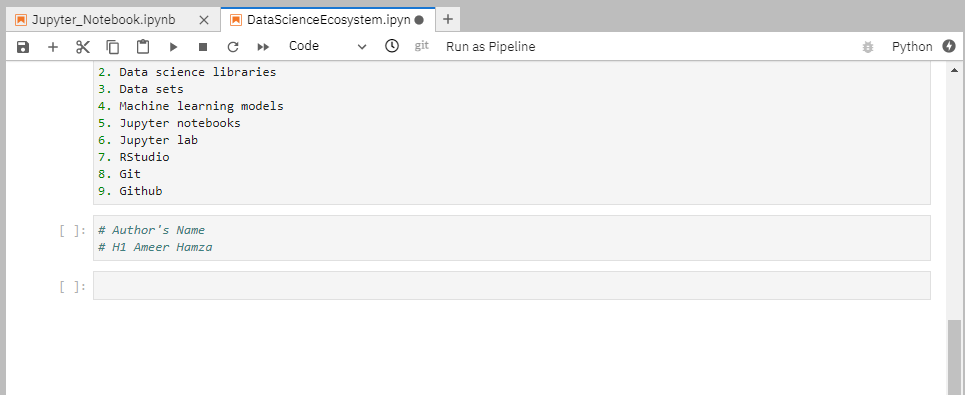 Jupyter_Notebook.ipynb
DataScienceEcosystem.ipyn
Code
git
Run as Pipeline
Python
2. Data science libraries
3. Data sets
4. Machine learning models
5. Jupyter notebooks
6. Jupyter lab
7. RStudio
8. Git
9. Github
[ ]:
# Author's Name
# H1 Ameer Hamza
[ ]: